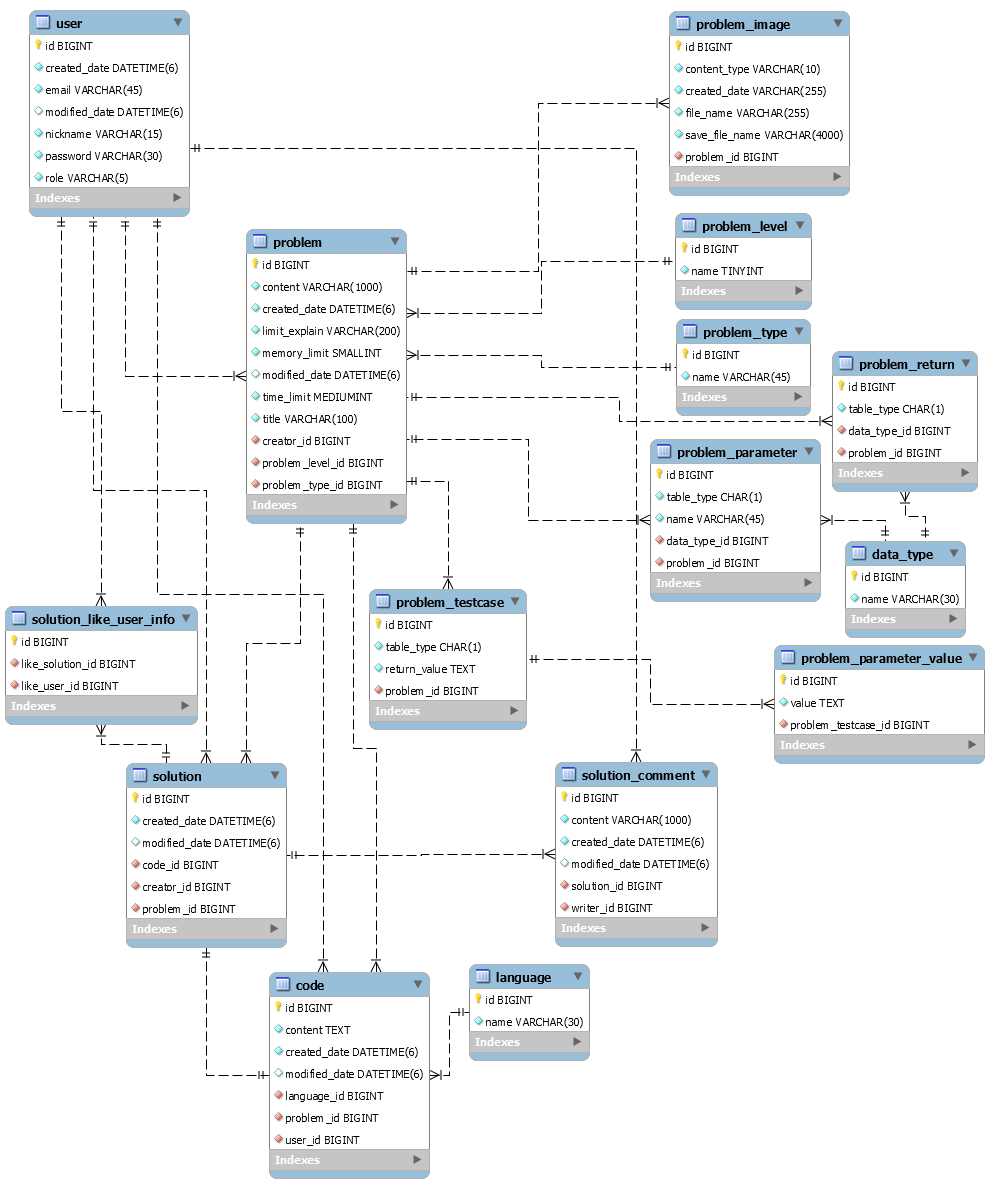 user
id BIGINT
created_date DATETIME(6)
email VARCHAR(45)
modified_date DATETIME(6)
nickname VARCHAR(15)
password VARCHAR(30)
role VARCHAR(5)
Indexes
problem_image
id BIGINT
content_type VARCHAR(10)
created_date VARCHAR(255)
file_name VARCHAR(255)
save_file_name VARCHAR(4000)
problem_id BIGINT
Indexes
problem
id BIGINT
content VARCHAR(1000)
created_date DATETIME(6)
limit_explain VARCHAR(200)
memory_limit SMALLINT
modified_date DATETIME(6)
time_limit MEDIUMINT
title VARCHAR(100)
creator_id BIGINT
problem_level_id BIGINT
problem_type_id BIGINT
Indexes
problem_level
id BIGINT
name TINYINT
Indexes
problem_type
id BIGINT
name VARCHAR(45)
Indexes
problem_return
id BIGINT
table_type CHAR(1)
data_type_id BIGINT
problem_id BIGINT
Indexes
problem_parameter
id BIGINT
table_type CHAR(1)
name VARCHAR(45)
data_type_id BIGINT
problem_id BIGINT
Indexes
data_type
id BIGINT
name VARCHAR(30)
Indexes
solution_like_user_info
id BIGINT
like_solution_id BIGINT
like_user_id BIGINT
Indexes
problem_testcase
id BIGINT
table_type CHAR(1)
return_value TEXT
problem_id BIGINT
Indexes
problem_parameter_value
id BIGINT
value TEXT
problem_testcase_id BIGINT
Indexes
solution
id BIGINT
created_date DATETIME(6)
modified_date DATETIME(6)
code_id BIGINT
creator_id BIGINT
problem_id BIGINT
Indexes
solution_comment
id BIGINT
content VARCHAR(1000)
created_date DATETIME(6)
modified_date DATETIME(6)
solution_id BIGINT
writer_id BIGINT
Indexes
code
id BIGINT
content TEXT
created_date DATETIME(6)
modified_date DATETIME(6)
language_id BIGINT
problem_id BIGINT
user_id BIGINT
Indexes
language
id BIGINT
name VARCHAR(30)
Indexes